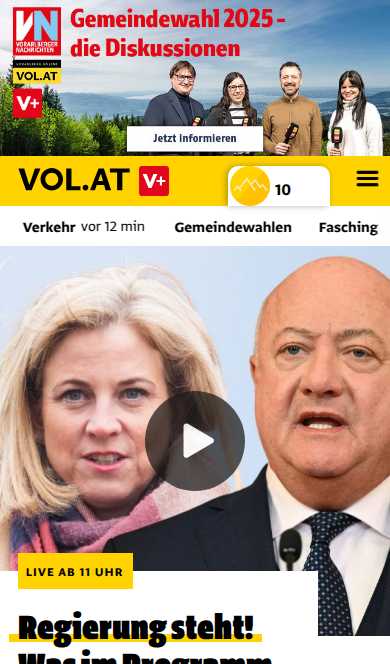 Gemeindewahl 2025 –
die Diskussionen
VN
VORARLBERGER
NACHRICHTEN
VORARLBERG ONLINE
VOL.AT
V+
Jetzt informieren
VOL.AT V+
10
Verkehr vor 12 min Gemeindewahlen Fasching
LIVE AB 11 UHR
Regierung steht!
Was im Programm